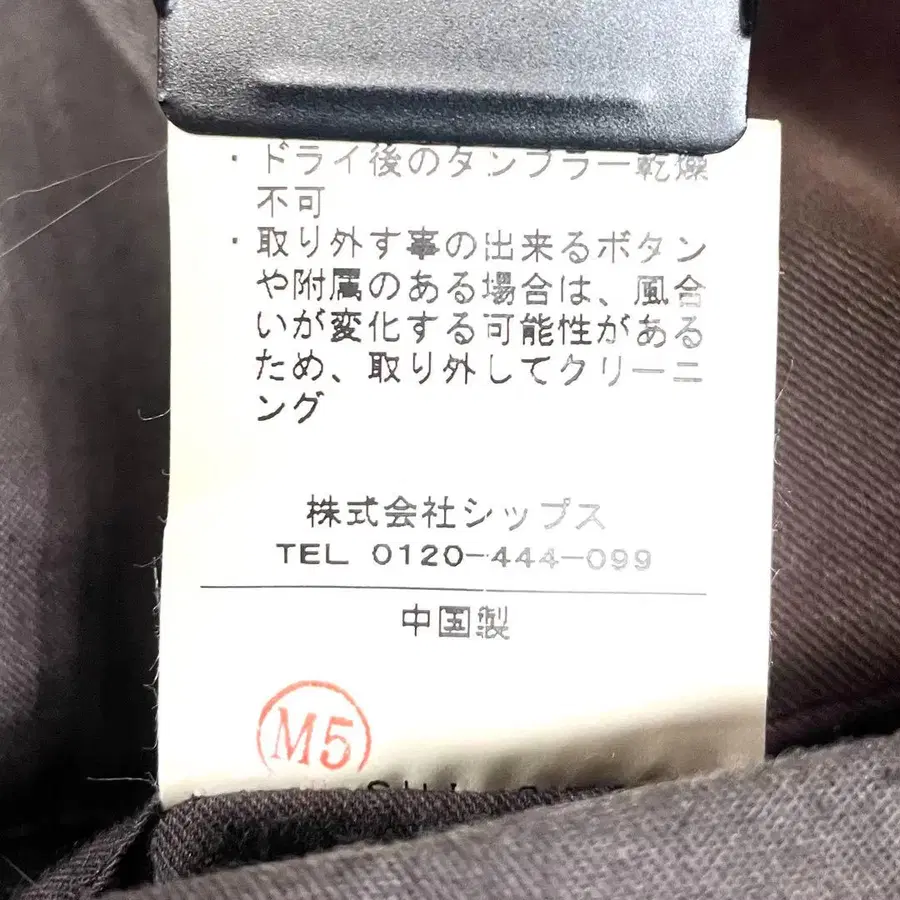 ・ドライ後のタンブラー乾燥
不可
・取り外す事の出来るボタン
や附属のある場合は、風合
いが変化する可能性がある
ため、取り外してクリーニ
ング
株式会社シップス
TEL 0120-444-099
中国製
M5